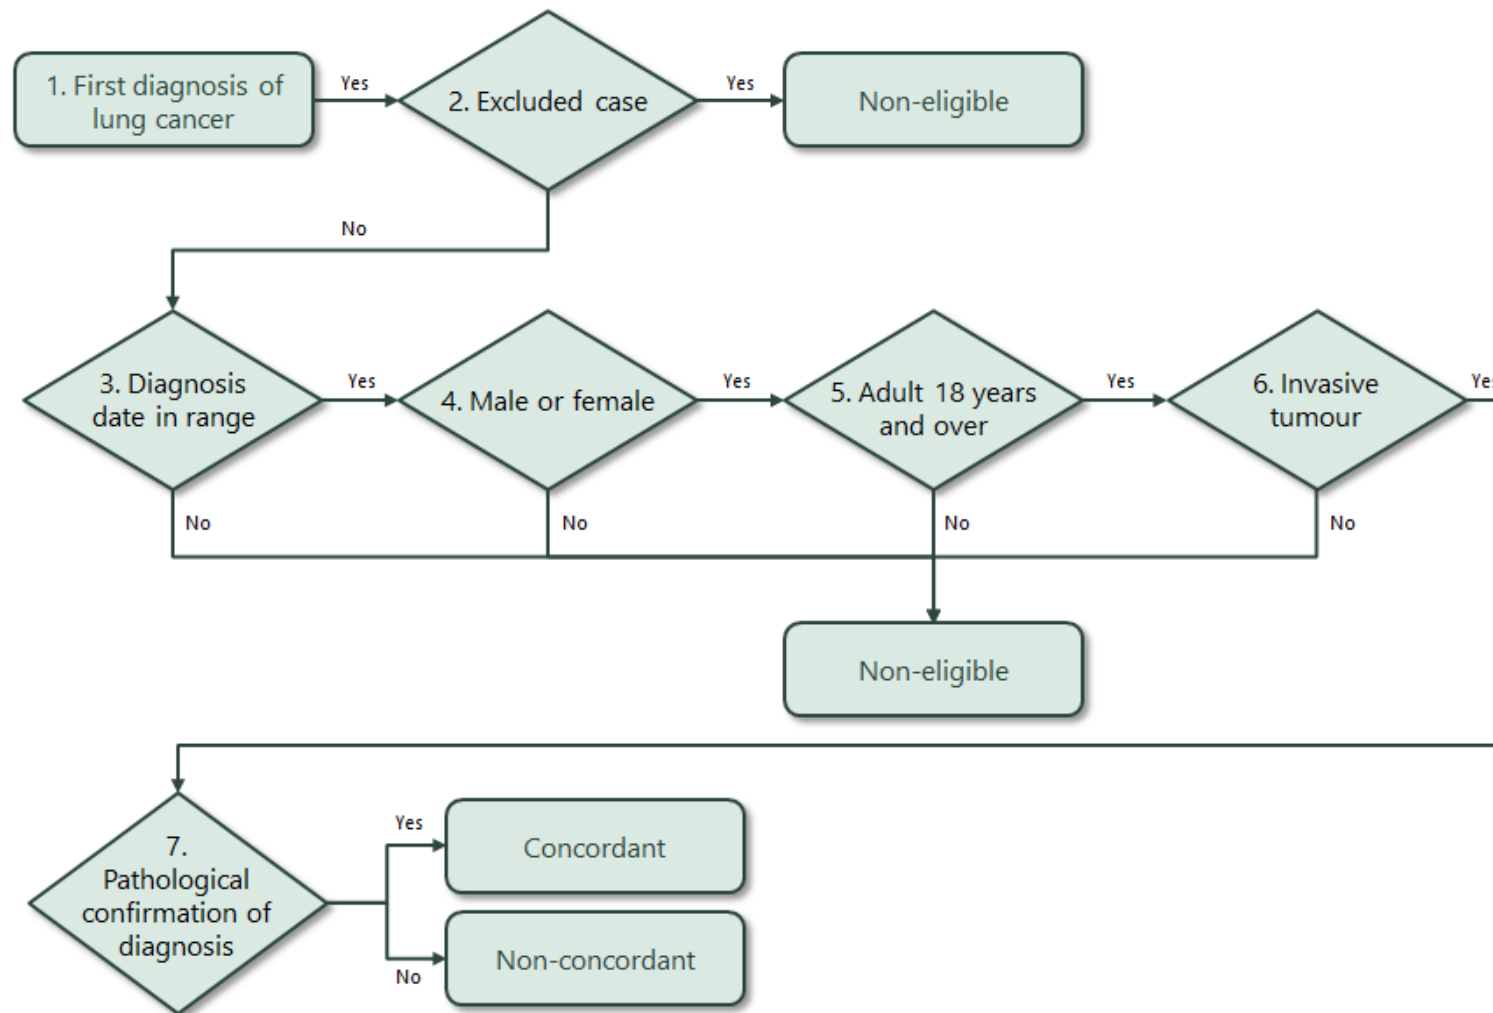 1. First diagnosis of
lung cancer
Yes
2. Excluded case
Yes
Non-eligible
No
3. Diagnosis
date in range
Yes
4. Male or female
Yes
5. Adult 18 years
and over
Yes
6. Invasive
tumour
Yes
No
No
No
No
Non-eligible
7.
Pathological
confirmation of
diagnosis
Yes
Concordant
No
Non-concordant